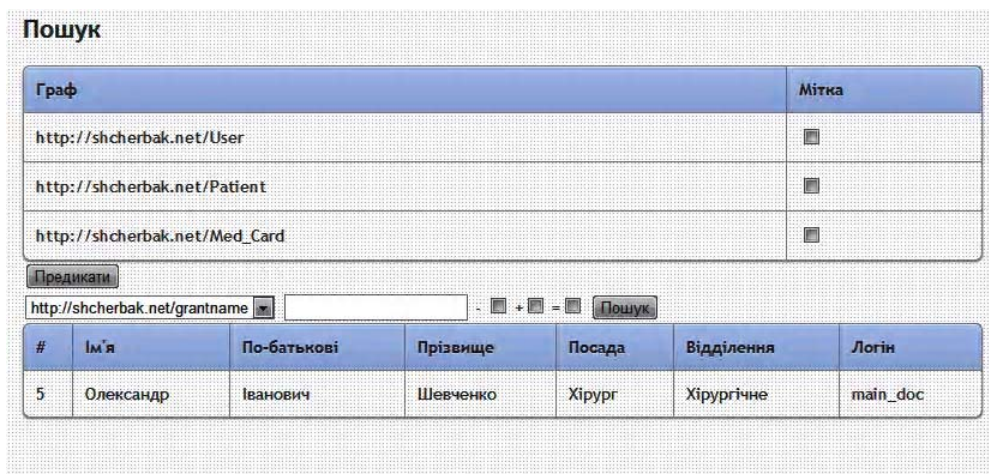 Пошук
Граф Мітка
http://shcherbak.net/User
http://shcherbak.net/Patient
http://shcherbak.net/Med_Card
Предикати
http://shcherbak.net/grantname - + = Пошук
# Ім'я По-батькові Прізвище Посада Відділення Логін
5 Олександр Іванович Шевченко Хірург Хірургічне main_doc